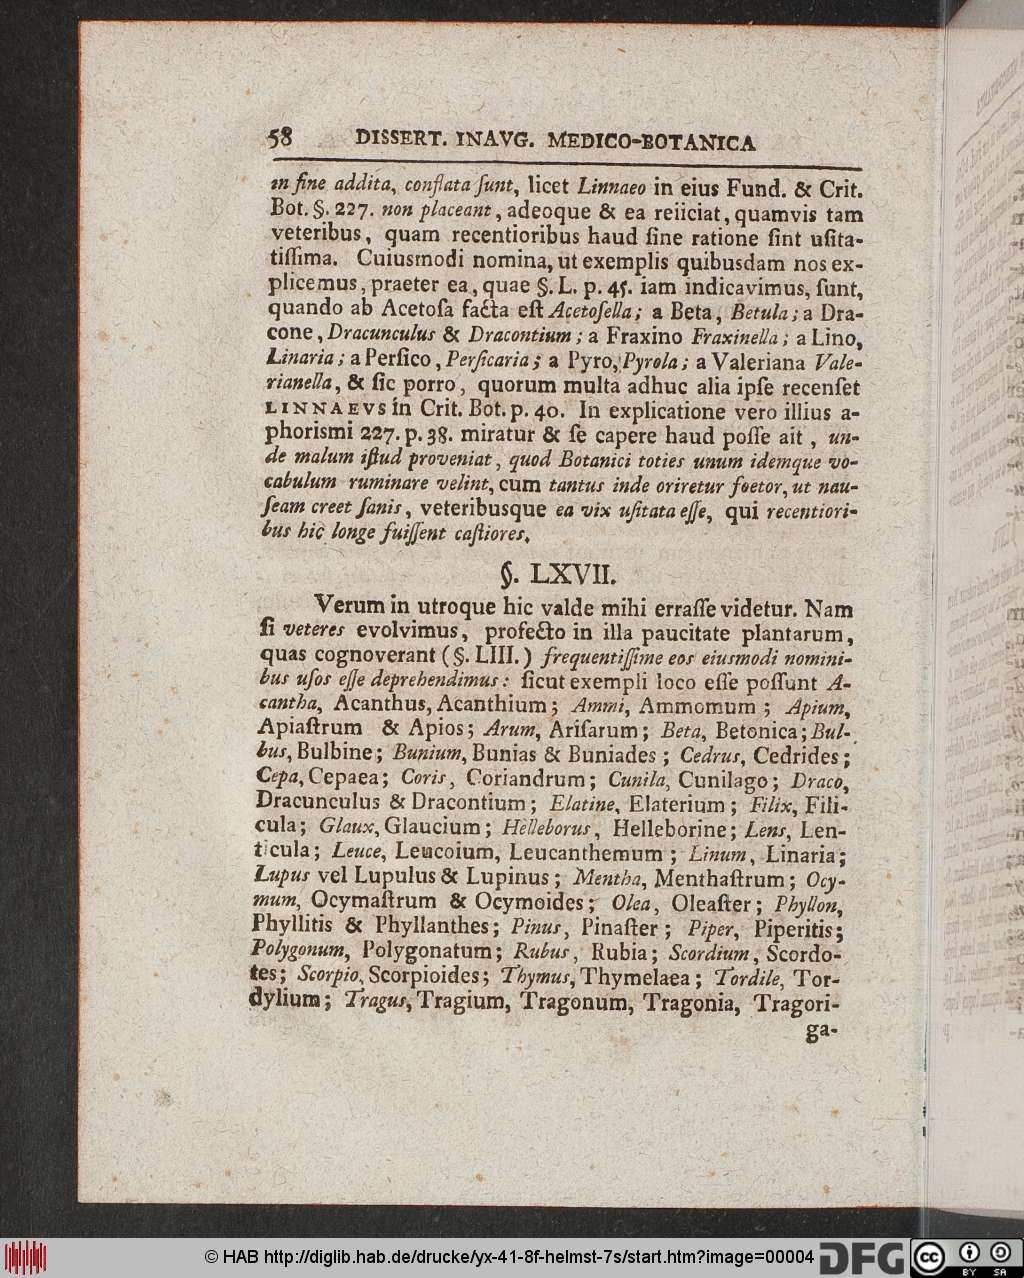 58 DISSERT. INAVG. MEDICO-BOTANICA
in fine addita, conflata ſunt, licet Linnaeo in eius Fund. & Crit.
Bot. §. 227. non placeant, adeoque & ea reiiciat, quamvis tam
veteribus, quam recentioribus haud ſine ratione ſint uſita-
tiſſima. Cuiusmodi nomina, ut exemplis quibusdam nos ex-
plicemus, praeter ea, quae §. L. p. 45. iam indicavimus, ſunt,
quando ab Acetoſa facta eſt Acetoſella; a Beta, Betula; a Dra-
cone, Dracunculus & Dracontium; a Fraxino Fraxinella; a Lino,
Linaria; a Perſico, Perſicaria; a Pyro, Pyrola; a Valeriana Vale-
rianella, & ſic porro, quorum multa adhuc alia ipſe recenſet
LINNAEVS in Crit. Bot. p. 40. In explicatione vero illius a-
phorismi 227. p. 38. miratur & ſe capere haud poſſe ait, un-
de malum iſtud proveniat, quod Botanici toties unum idemque vo-
cabulum ruminare velint, cum tantus inde oriretur foetor, ut nau-
ſeam creet ſanis, veteribusque ea vix uſitata eſſe, qui recentiori-
bus hic longe fuiſſent caſtiores.
§. LXVII.
Verum in utroque hic valde mihi erraſſe videtur. Nam
ſi veteres evolvimus, profecto in illa paucitate plantarum,
quas cognoverant (§. LIII.) frequentiſſime eos eiusmodi nomini-
bus uſos eſſe deprehendimus: ſicut exempli loco eſſe poſſunt A-
cantha, Acanthus, Acanthium; Ammi, Ammomum; Apium,
Apiaſtrum & Apios; Arum, Ariſarum; Beta, Betonica; Bul-
bus, Bulbine; Bunium, Bunias & Buniades; Cedrus, Cedrides;
Cepa, Cepaea; Coris, Coriandrum; Cunila, Cunilago; Draco,
Dracunculus & Dracontium; Elatine, Elaterium; Filix, Fili-
cula; Glaux, Glaucium; Helleborus, Helleborine; Lens, Len-
ticula; Leuce, Leucoium, Leucanthemum; Linum, Linaria;
Lupus vel Lupulus & Lupinus; Mentha, Menthaſtrum; Ocy-
mum, Ocymaſtrum & Ocymoides; Olea, Oleaſter; Phyllon,
Phyllitis & Phyllanthes; Pinus, Pinaſter; Piper, Piperitis;
Polygonum, Polygonatum; Rubus, Rubia; Scordium, Scordo-
tes; Scorpio, Scorpioides; Thymus, Thymelaea; Tordile, Tor-
dylium; Tragus, Tragium, Tragonum, Tragonia, Tragori-
ga-
© HAB http://diglib.hab.de/drucke/yx-41-8f-helmst-7s/start.htm?image=00004 DFG cc BY SA